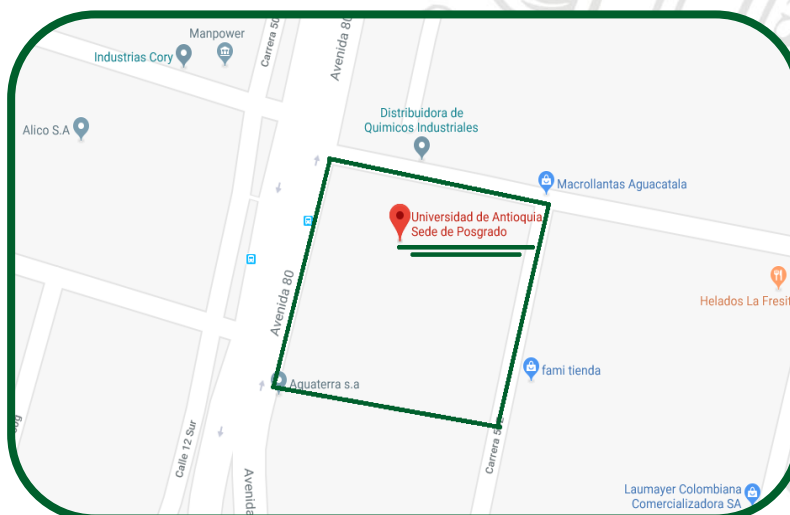 Manpower
Carrera 50
Avenida 80
Industrias Cory
Alico S.A
Distribuidora de
Quimicos Industriales
Macrollantas Aguacatala
Universidad de Antioquia
Sede de Posgrado
Avenida 80
Helados La Fresit
fami tienda
Aguaterra s.a
Calle 12 Sur
Carrera 5
Avenida
Laumayer Colombiana
Comercializadora SA